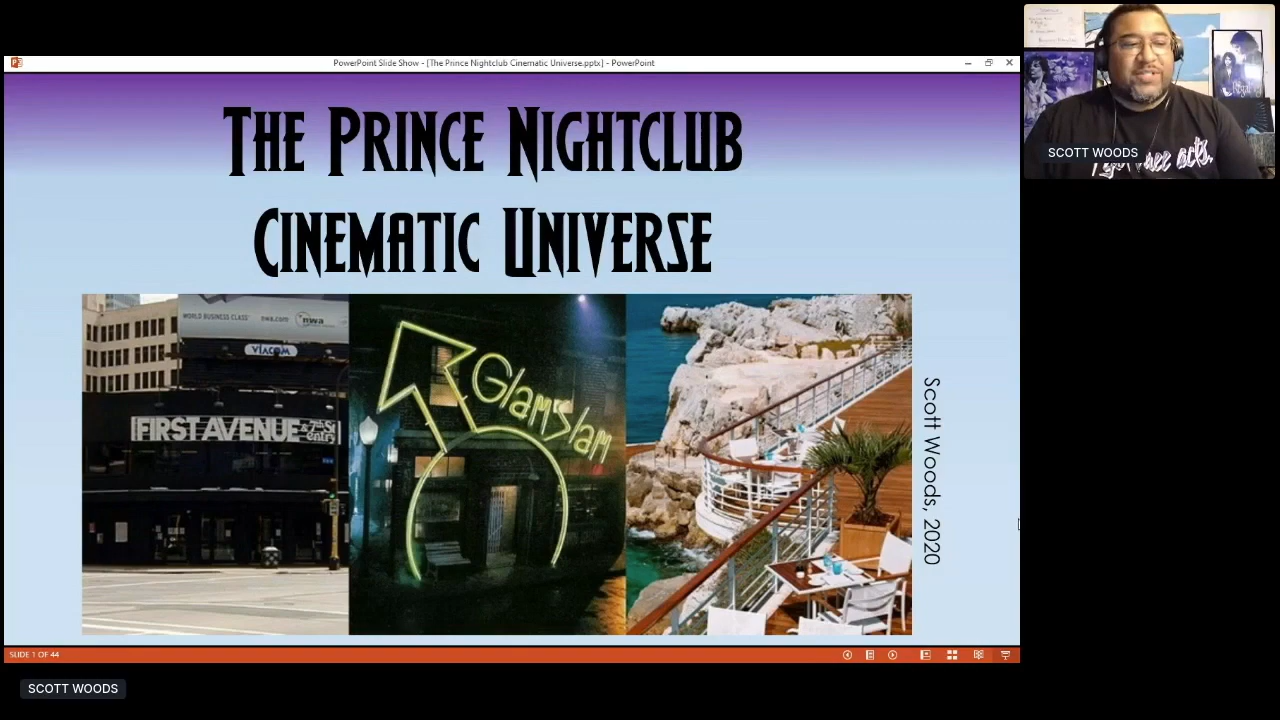 PowerPoint Slide Show - [The Prince Nightclub Cinematic Universe.pptx] - PowerPoint
THE PRINCE NIGHTCLUB
CINEMATIC UNIVERSE
WORLD BUSINESS CLASS
nwa.com
nwa
VIACOM
FIRST AVENUE & 7th St
entry
Glam Slam
Scott Woods, 2020
SLIDE 1 OF 44
SCOTT WOODS
acts.
SCOTT WOODS